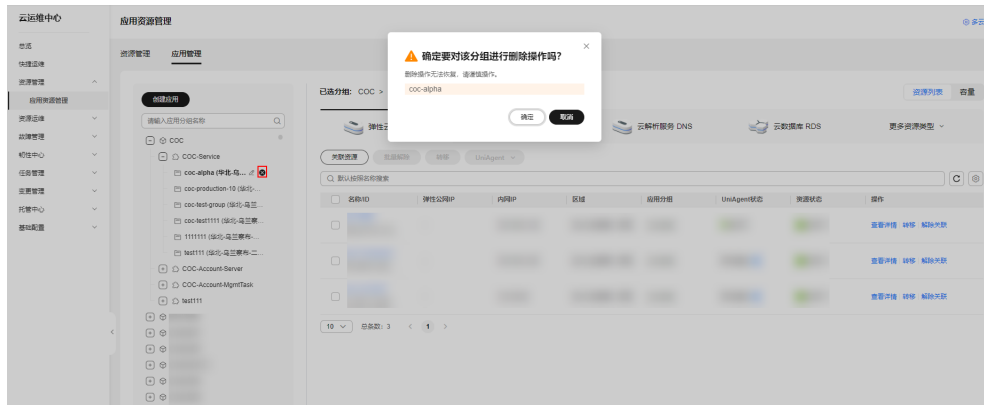 云运维中心
应用资源管理
总览
快捷运维
资源管理
应用资源管理
资源运维
故障管理
韧性中心
任务管理
变更管理
托管中心
基础配置
资源管理
应用管理
创建应用
请输入应用分组名称
COC
COC-Service
coc-alpha (华北-乌...
coc-production-10 (华北-...
coc-test-group (华北-乌兰...
coc-test1111 (华北-乌兰察...
1111111 (华北-乌兰察布-...
test111 (华北-乌兰察布-二...
COC-Account-Server
COC-Account-MgmtTask
test111
确定要对该分组进行删除操作吗?
删除操作无法恢复，请谨慎操作。
coc-alpha
确定
取消
已选分组: COC >
资源列表
容量
弹性云
云解析服务 DNS
云数据库 RDS
更多资源类型
关联资源
批量解除
转移
UniAgent
默认按照名称搜索
名称/ID
弹性公网IP
内网IP
区域
应用分组
UniAgent状态
资源状态
操作
查看详情 转移 解除关联
查看详情 转移 解除关联
查看详情 转移 解除关联
10 总条数: 3 < 1 >